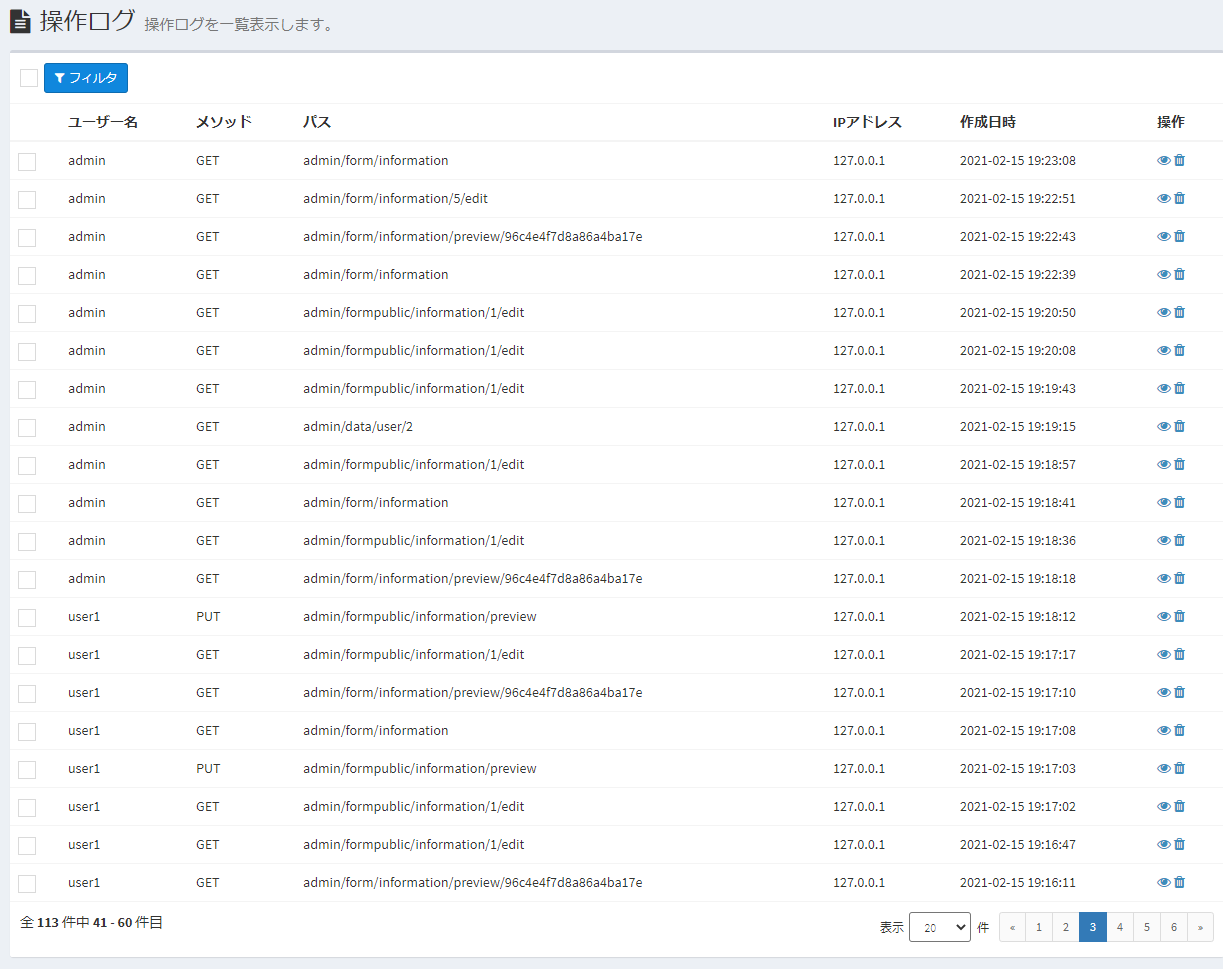 操作ログ 操作ログを一覧表示します。
フィルタ
ユーザー名 メソッド パス IPアドレス 作成日時 操作
admin GET admin/form/information 127.0.0.1 2021-02-15 19:23:08
admin GET admin/form/information/5/edit 127.0.0.1 2021-02-15 19:22:51
admin GET admin/form/information/preview/96c4e4f7d8a86a4ba17e 127.0.0.1 2021-02-15 19:22:43
admin GET admin/form/information 127.0.0.1 2021-02-15 19:22:39
admin GET admin/formpublic/information/1/edit 127.0.0.1 2021-02-15 19:20:50
admin GET admin/formpublic/information/1/edit 127.0.0.1 2021-02-15 19:20:08
admin GET admin/formpublic/information/1/edit 127.0.0.1 2021-02-15 19:19:43
admin GET admin/data/user/2 127.0.0.1 2021-02-15 19:19:15
admin GET admin/formpublic/information/1/edit 127.0.0.1 2021-02-15 19:18:57
admin GET admin/form/information 127.0.0.1 2021-02-15 19:18:41
admin GET admin/formpublic/information/1/edit 127.0.0.1 2021-02-15 19:18:36
admin GET admin/form/information/preview/96c4e4f7d8a86a4ba17e 127.0.0.1 2021-02-15 19:18:18
user1 PUT admin/formpublic/information/preview 127.0.0.1 2021-02-15 19:18:12
user1 GET admin/formpublic/information/1/edit 127.0.0.1 2021-02-15 19:17:17
user1 GET admin/form/information/preview/96c4e4f7d8a86a4ba17e 127.0.0.1 2021-02-15 19:17:10
user1 GET admin/form/information 127.0.0.1 2021-02-15 19:17:08
user1 PUT admin/formpublic/information/preview 127.0.0.1 2021-02-15 19:17:03
user1 GET admin/formpublic/information/1/edit 127.0.0.1 2021-02-15 19:17:02
user1 GET admin/formpublic/information/1/edit 127.0.0.1 2021-02-15 19:16:47
user1 GET admin/form/information/preview/96c4e4f7d8a86a4ba17e 127.0.0.1 2021-02-15 19:16:11
全 113 件中 41 - 60 件目 表示 20 件 « 1 2 3 4 5 6 »